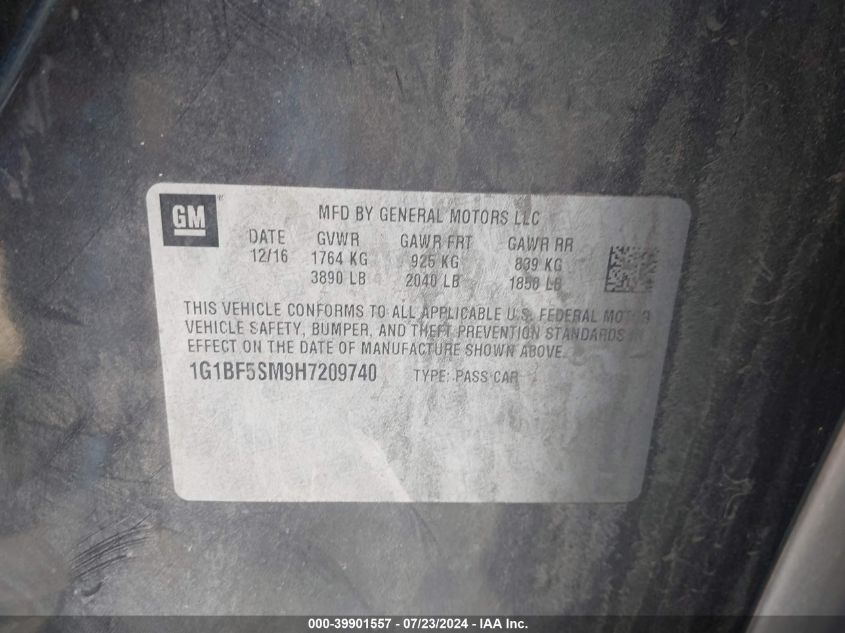 GM
MFD BY GENERAL MOTORS LLC
DATE GVWR GAWR FRT GAWR RR
12/16 1764 KG 925 KG 839 KG
3890 LB 2040 LB 1850 LB
THIS VEHICLE CONFORMS TO ALL APPLICABLE U.S. FEDERAL MOTOR
VEHICLE SAFETY, BUMPER, AND THEFT PREVENTION STANDARDS IN
EFFECT ON THE DATE OF MANUFACTURE SHOWN ABOVE.
1G1BF5SM9H7209740 TYPE: PASS CAR
000-39901557 / 07/23/2024 - IAA Inc.